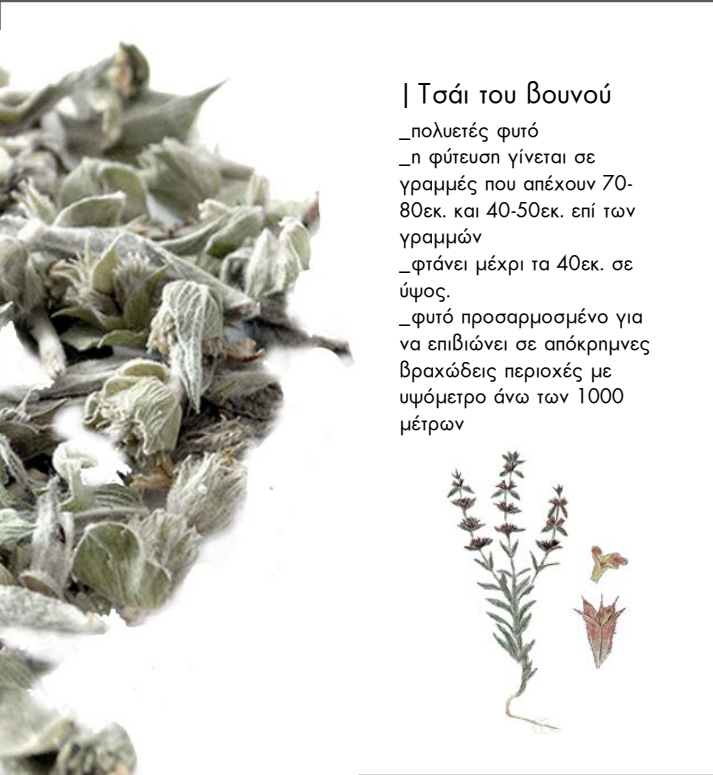 | Τσάι του βουνού
_πολυετές φυτό
_η φύτευση γίνεται σε
γραμμές που απέχουν 70-
80εκ. και 40-50εκ. επί των
γραμμών
_φτάνει μέχρι τα 40εκ. σε
ύψος.
_φυτό προσαρμοσμένο για
να επιβιώνει σε απόκρημνες
βραχώδεις περιοχές με
υψόμετρο άνω των 1000
μέτρων